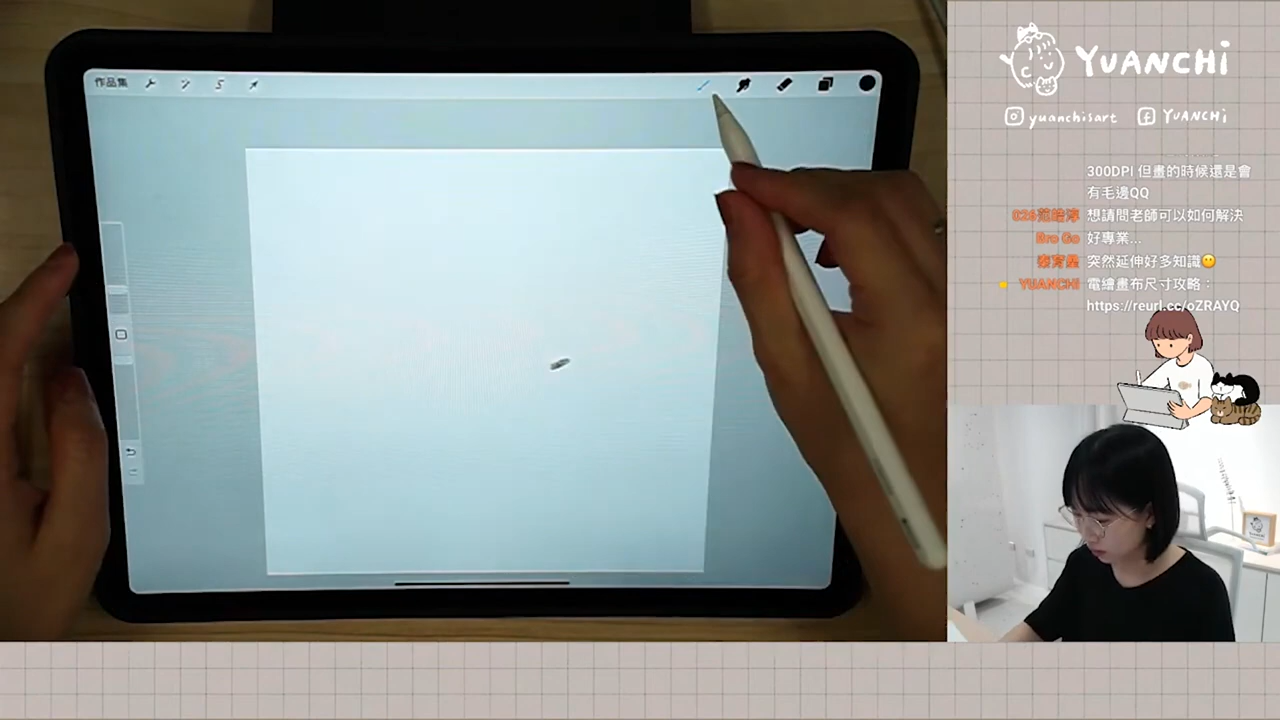 作品集
YUANCHI
yuanchisart YUANCHi
300DPI 但畫的時候還是會
有毛邊QQ
想請問老師可以如何解決
Bro Go 好專業...
突然延伸好多知識😶
YUANCHI 電繪畫布尺寸攻略：
https://reurl.cc/oZRAYQ